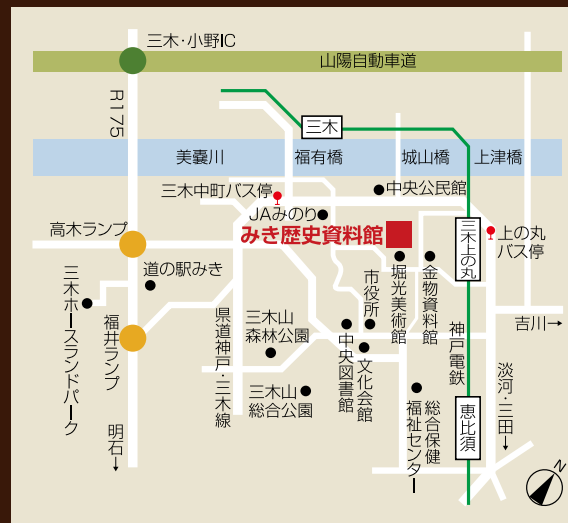 三木・小野IC
山陽自動車道
R175
三木
美嚢川
福有橋
城山橋
上津橋
三木中町バス停
中央公民館
JAみのり
高木ランプ
みき歴史資料館
三木上の丸
上の丸
バス停
道の駅みき
三木ホースランドパーク
福井ランプ
県道神戸・三木線
三木山
森林公園
市役所
堀光美術館
金物資料館
神戸電鉄
吉川→
中央図書館
文化会館
三木山
総合公園
総合保健
福祉センター
恵比須
淡河・三田→
明石→
N